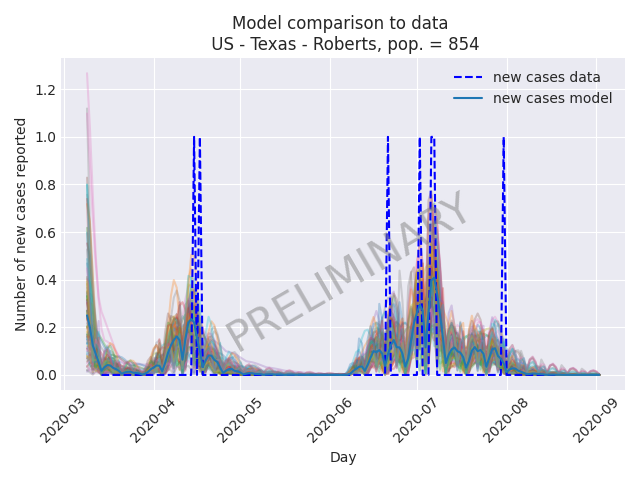 Model comparison to data
US - Texas - Roberts, pop. = 854
new cases data
new cases model
Number of new cases reported
1.2
1.0
0.8
0.6
0.4
0.2
0.0
PRELIMINARY
2020-03
2020-04
2020-05
2020-06
2020-07
2020-08
2020-09
Day